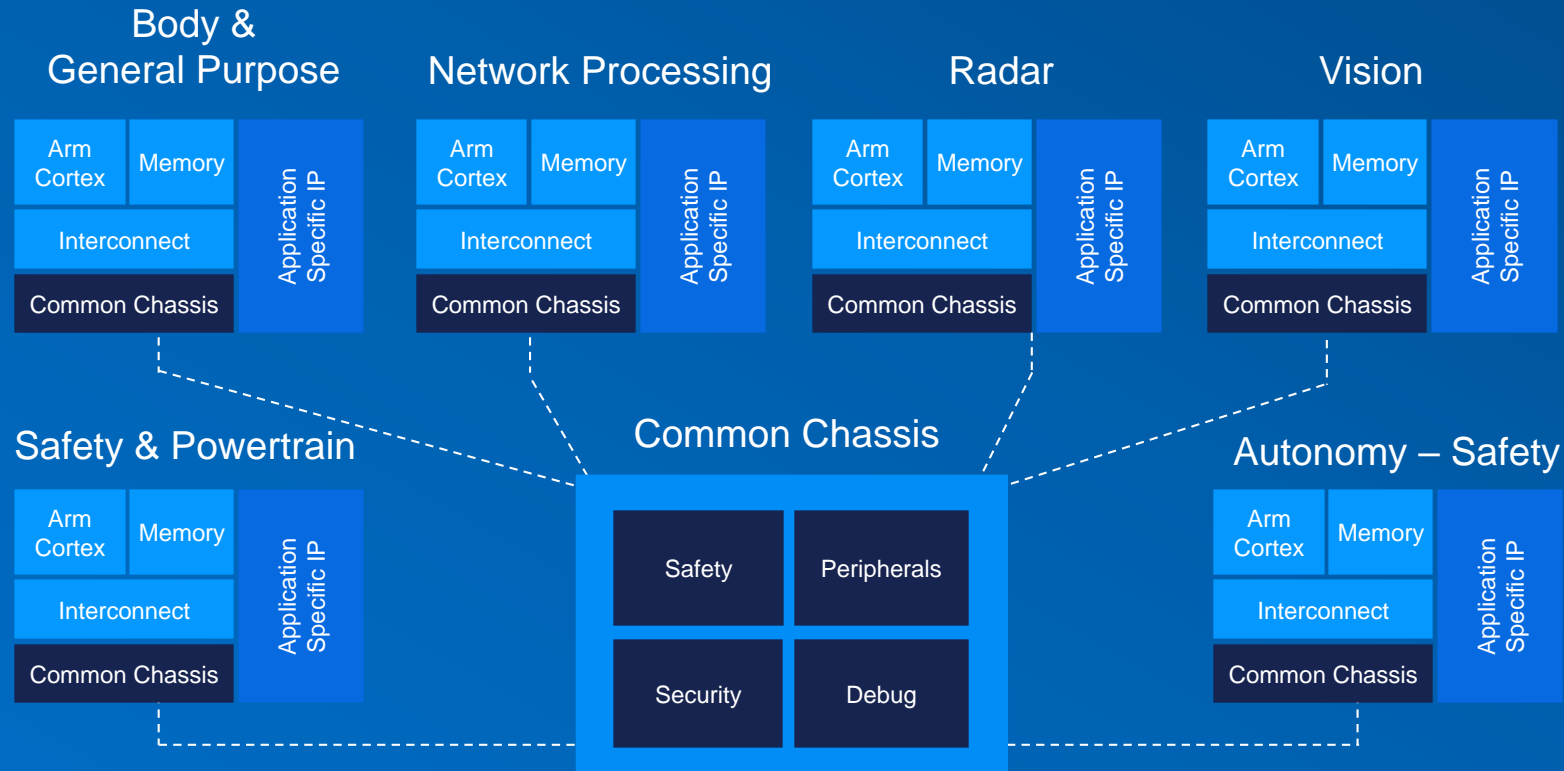 Body &
General Purpose
Network Processing
Radar
Vision
Arm
Cortex
Memory
Interconnect
Common Chassis
Application
Specific IP
Arm
Cortex
Memory
Interconnect
Common Chassis
Application
Specific IP
Arm
Cortex
Memory
Interconnect
Common Chassis
Application
Specific IP
Arm
Cortex
Memory
Interconnect
Common Chassis
Application
Specific IP
Safety & Powertrain
Arm
Cortex
Memory
Interconnect
Common Chassis
Application
Specific IP
Common Chassis
Safety
Peripherals
Security
Debug
Autonomy – Safety
Arm
Cortex
Memory
Interconnect
Common Chassis
Application
Specific IP